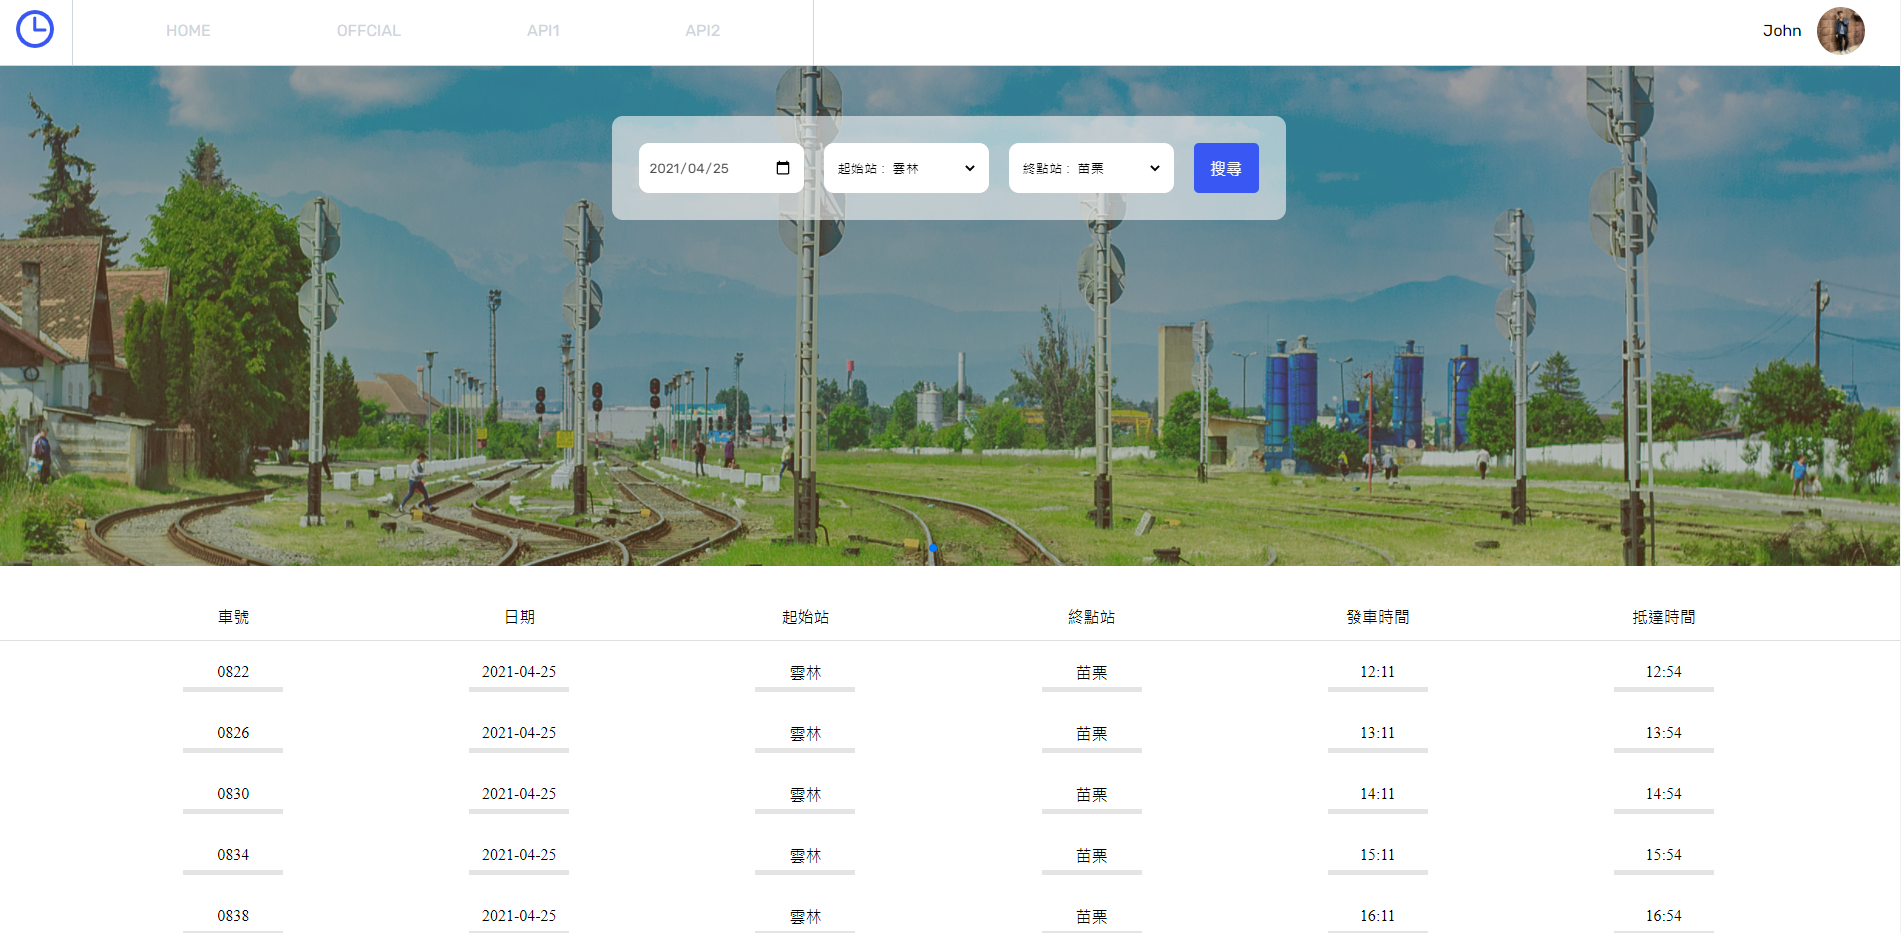 HOME OFFCIAL API1 API2 John
2021/04/25 起始站： 雲林 終點站： 苗栗 搜尋
車號 日期 起始站 終點站 發車時間 抵達時間
0822 2021-04-25 雲林 苗栗 12:11 12:54
0826 2021-04-25 雲林 苗栗 13:11 13:54
0830 2021-04-25 雲林 苗栗 14:11 14:54
0834 2021-04-25 雲林 苗栗 15:11 15:54
0838 2021-04-25 雲林 苗栗 16:11 16:54